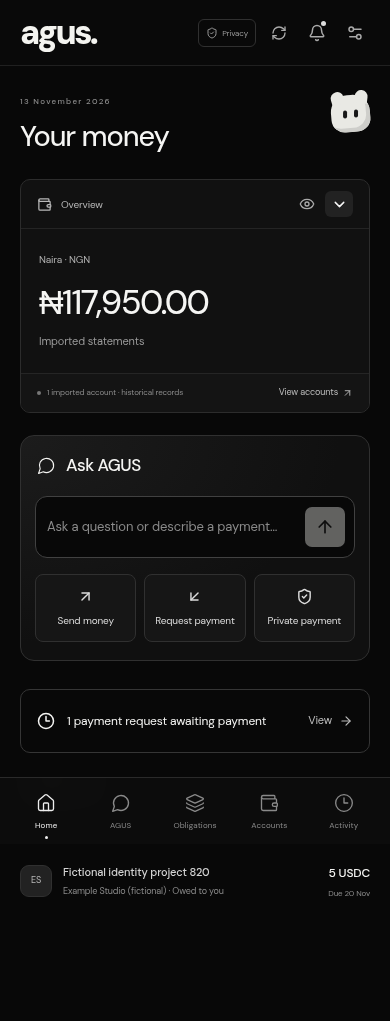 agus.
Privacy
13 November 2026
Your money
Overview
Naira · NGN
₦117,950.00
Imported statements
1 imported account · historical records
View accounts
Ask AGUS
Ask a question or describe a payment...
Send money
Request payment
Private payment
1 payment request awaiting payment
View
Home
AGUS
Obligations
Accounts
Activity
ES
Fictional identity project 820
5 USDC
Example Studio (fictional) · Owed to you
Due 20 Nov